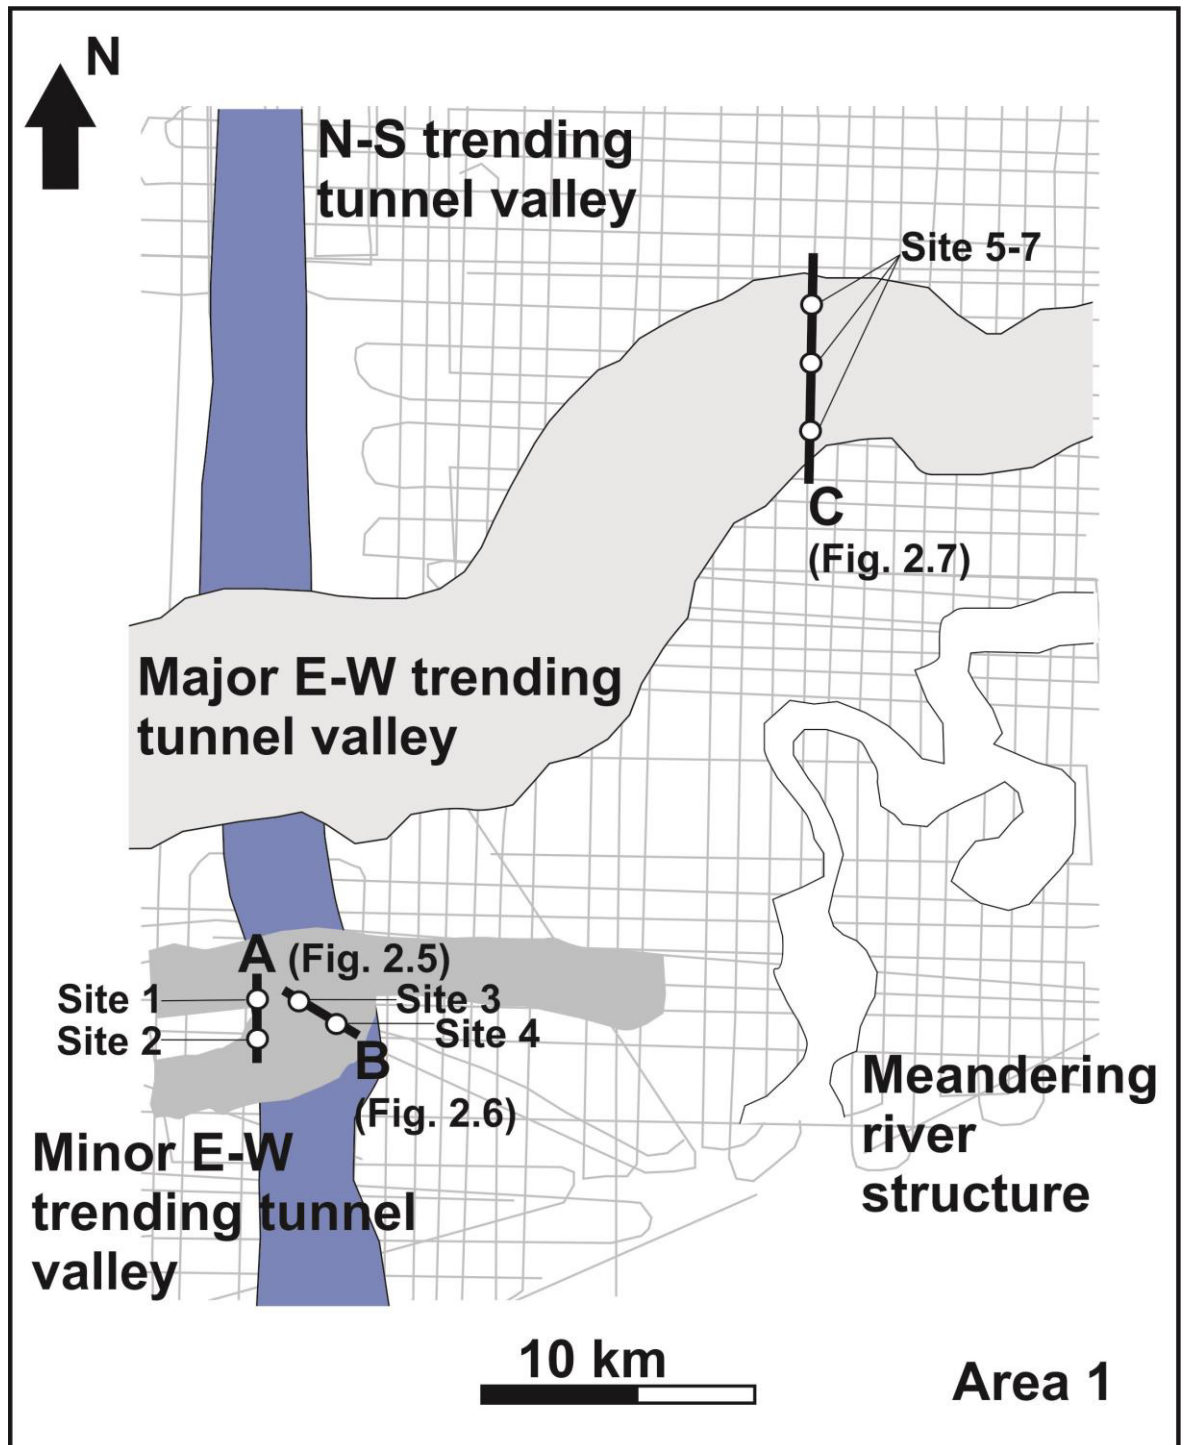 N
N-S trending
tunnel valley
Site 5-7
C
(Fig. 2.7)
Major E-W trending
tunnel valley
A (Fig. 2.5)
Site 1
Site 3
Site 2
Site 4
B
(Fig. 2.6)
Meandering
river
structure
Minor E-W
trending tunnel
valley
10 km
Area 1